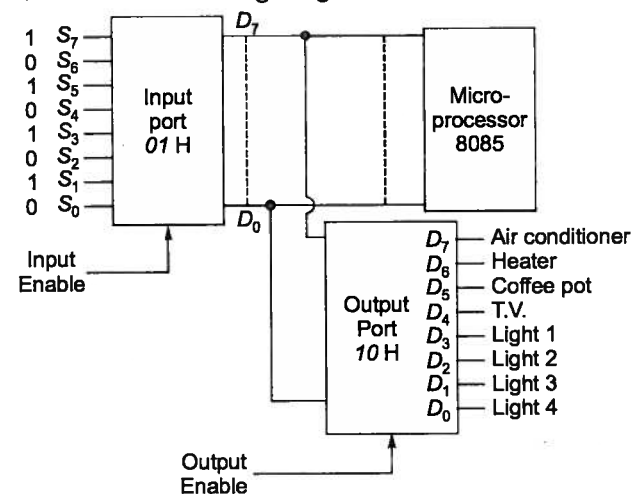 D7
1 S7
0 S6
1 S5
0 S4
1 S3
0 S2
1 S1
0 S0
Input
port
01 H
Micro-
processor
8085
D0
Input
Enable
Output
Port
10 H
D7 Air conditioner
D6 Heater
D5 Coffee pot
D4 T.V.
D3 Light 1
D2 Light 2
D1 Light 3
D0 Light 4
Output
Enable